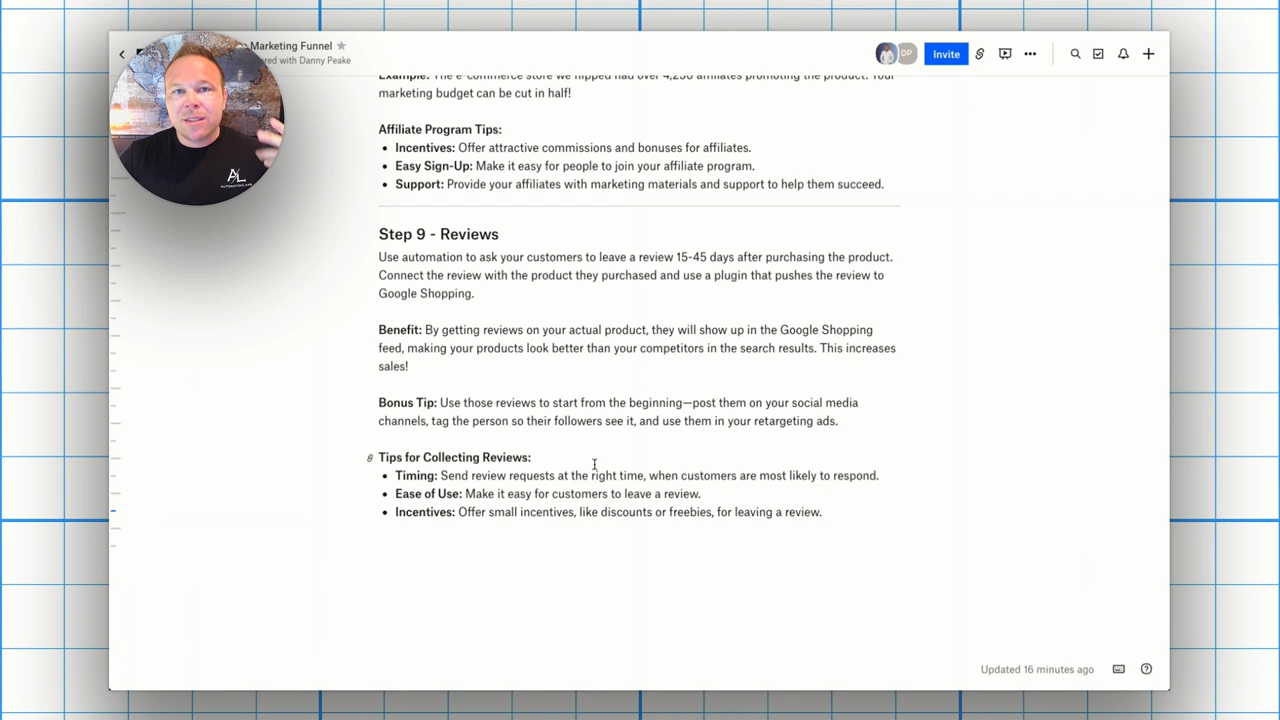 Marketing Funnel
ared with Danny Peake
DP
Invite
Example: The e-commerce store we flipped had over 4,250 affiliates promoting the product. Your
marketing budget can be cut in half!
Affiliate Program Tips:
Incentives: Offer attractive commissions and bonuses for affiliates.
Easy Sign-Up: Make it easy for people to join your affiliate program.
Support: Provide your affiliates with marketing materials and support to help them succeed.
Step 9 - Reviews
Use automation to ask your customers to leave a review 15-45 days after purchasing the product.
Connect the review with the product they purchased and use a plugin that pushes the review to
Google Shopping.
Benefit: By getting reviews on your actual product, they will show up in the Google Shopping
feed, making your products look better than your competitors in the search results. This increases
sales!
Bonus Tip: Use those reviews to start from the beginning—post them on your social media
channels, tag the person so their followers see it, and use them in your retargeting ads.
Tips for Collecting Reviews:
Timing: Send review requests at the right time, when customers are most likely to respond.
Ease of Use: Make it easy for customers to leave a review.
Incentives: Offer small incentives, like discounts or freebies, for leaving a review.
Updated 16 minutes ago